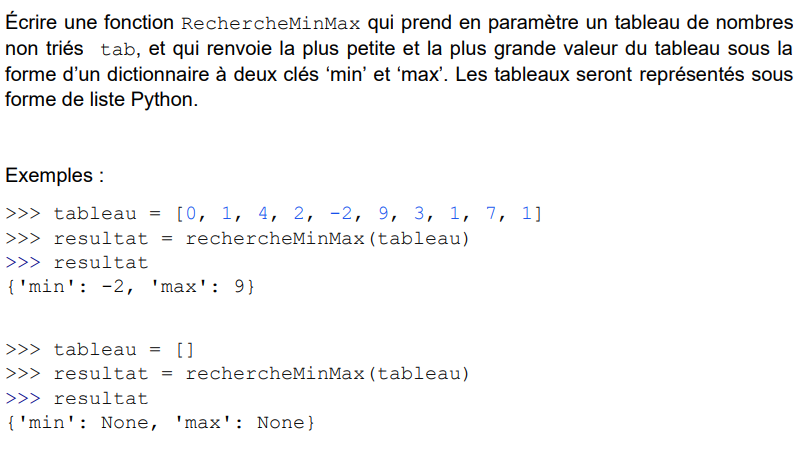 Écrire une fonction RechercheMinMax qui prend en paramètre un tableau de nombres
non triés tab, et qui renvoie la plus petite et la plus grande valeur du tableau sous la
forme d’un dictionnaire à deux clés ‘min’ et ‘max’. Les tableaux seront représentés sous
forme de liste Python.
Exemples :
>>> tableau = [0, 1, 4, 2, -2, 9, 3, 1, 7, 1]
>>> resultat = rechercheMinMax(tableau)
>>> resultat
{'min': -2, 'max': 9}
>>> tableau = []
>>> resultat = rechercheMinMax(tableau)
>>> resultat
{'min': None, 'max': None}